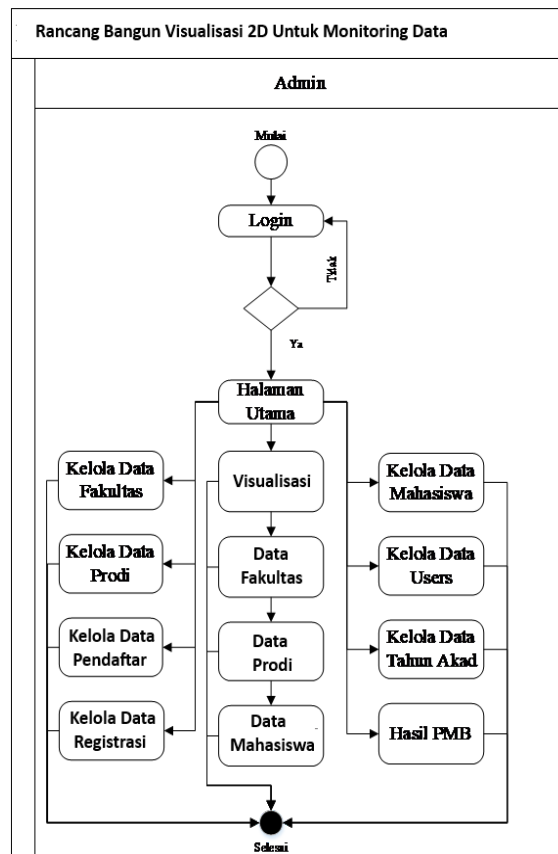 Rancang Bangun Visualisasi 2D Untuk Monitoring Data
Admin
Mulai
Login
Tidak
Ya
Halaman
Utama
Kelola Data
Fakultas
Visualisasi
Kelola Data
Mahasiswa
Kelola Data
Prodi
Data
Fakultas
Kelola Data
Users
Kelola Data
Pendaftar
Data
Prodi
Kelola Data
Tahun Akad
Kelola Data
Registrasi
Data
Mahasiswa
Hasil PMB
Selesai